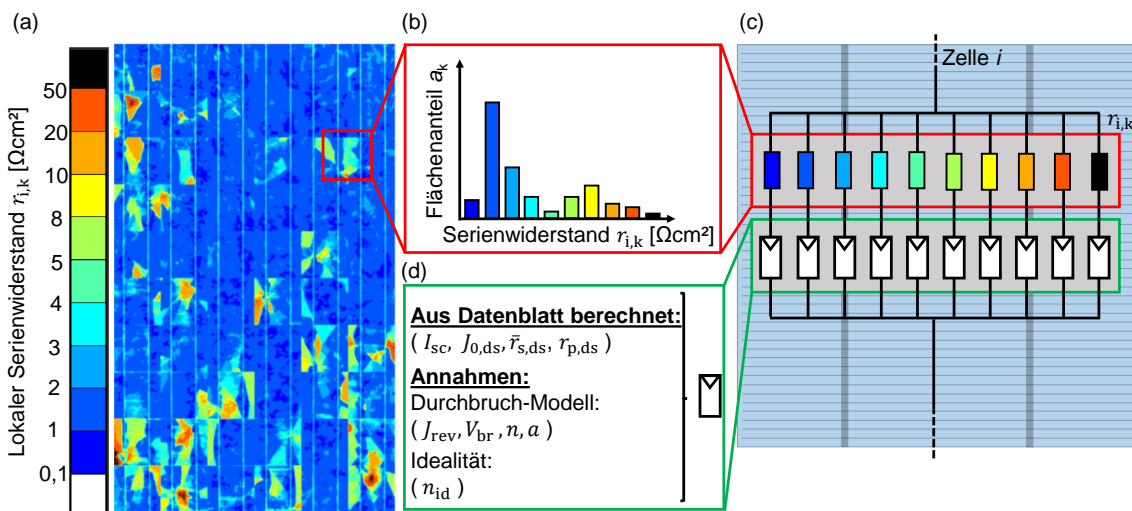 (a)
Lokaler Serienwiderstand r_i,k [Ωcm²]
50
20
10
8
5
4
3
2
1
0,1
(b)
Flächenanteil a_k
Serienwiderstand r_i,k [Ωcm²]
(c)
Zelle i
r_i,k
(d)
Aus Datenblatt berechnet:
( I_sc, J_0,ds, r̄_s,ds, r_p,ds )
Annahmen:
Durchbruch-Modell:
( J_rev, V_br , n, a )
Idealität:
( n_id )